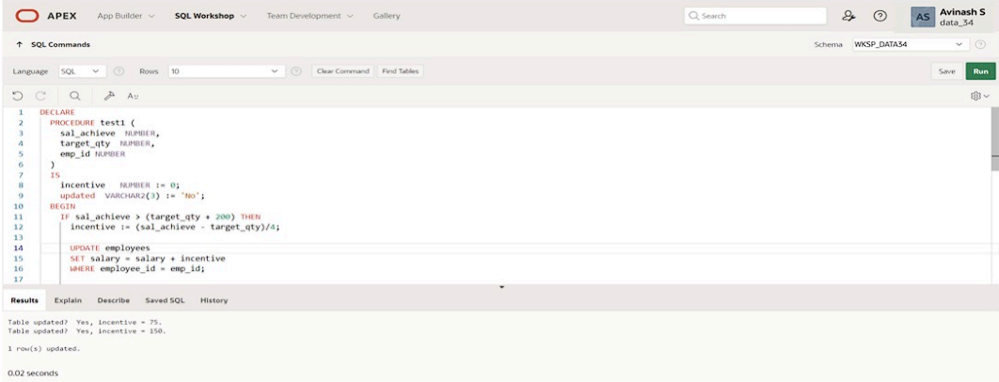 APEX App Builder SQL Workshop Team Development Gallery Search AS Avinash S
data_34
SQL Commands Schema WKSP_DATA34
Language SQL Rows 10 Clear Command Find Tables Save Run
A
1 DECLARE
2 PROCEDURE test1 (
3 sal_achieve NUMBER,
4 target_qty NUMBER,
5 emp_id NUMBER
6 )
7 IS
8 incentive NUMBER := 0;
9 updated VARCHAR2(3) := 'No';
10 BEGIN
11 IF sal_achieve > (target_qty + 200) THEN
12 incentive := (sal_achieve - target_qty)/4;
13
14 UPDATE employees
15 SET salary = salary + incentive
16 WHERE employee_id = emp_id;
17
Results Explain Describe Saved SQL History
Table updated? Yes, incentive = 75.
Table updated? Yes, incentive = 150.
1 row(s) updated.
0.02 seconds